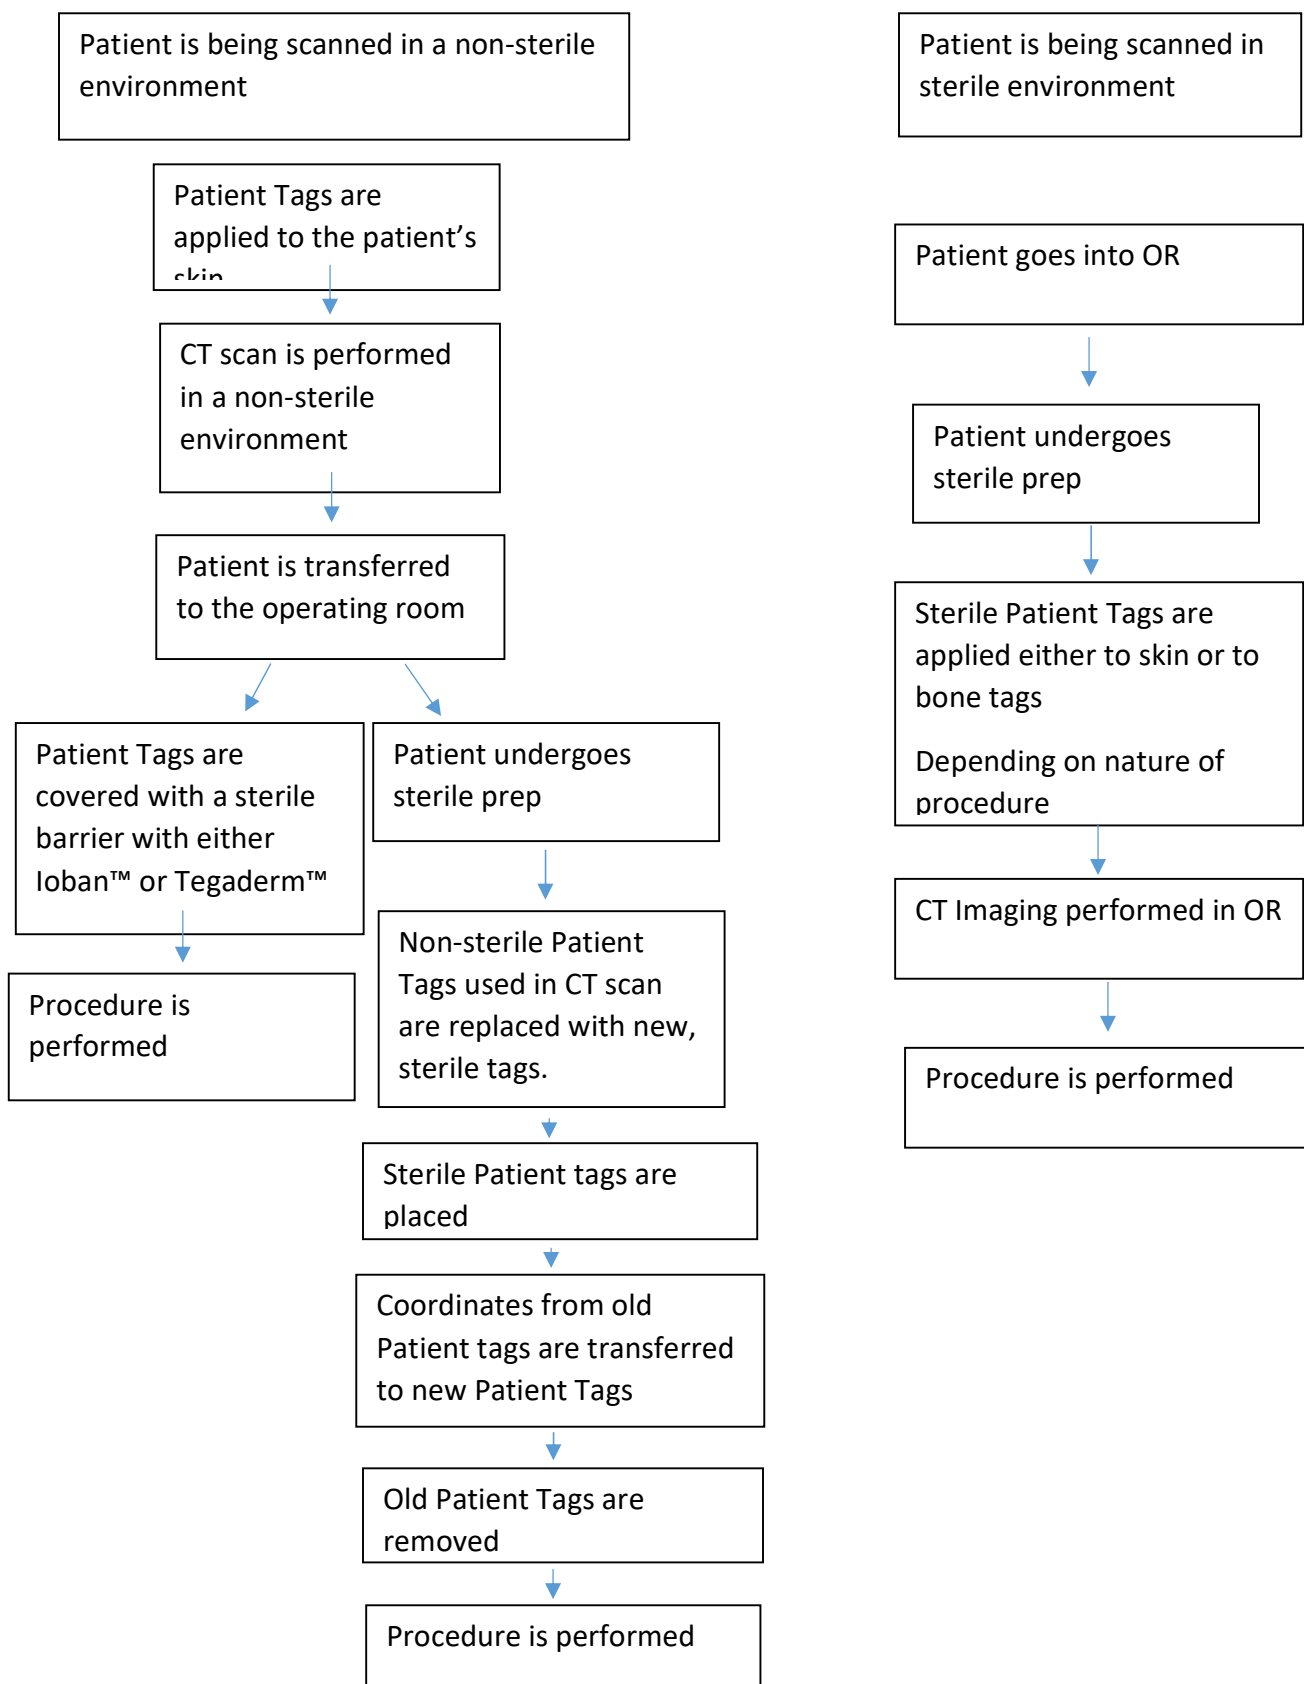 Patient is being scanned in a non-sterile
environment
Patient Tags are
applied to the patient's
skin
CT scan is performed
in a non-sterile
environment
Patient is transferred
to the operating room
Patient Tags are
covered with a sterile
barrier with either
Ioban™ or Tegaderm™
Procedure is
performed
Patient undergoes
sterile prep
Non-sterile Patient
Tags used in CT scan
are replaced with new,
sterile tags.
Sterile Patient tags are
placed
Coordinates from old
Patient tags are transferred
to new Patient Tags
Old Patient Tags are
removed
Procedure is performed
Patient is being scanned in
sterile environment
Patient goes into OR
Patient undergoes
sterile prep
Sterile Patient Tags are
applied either to skin or to
bone tags
Depending on nature of
procedure
CT Imaging performed in OR
Procedure is performed